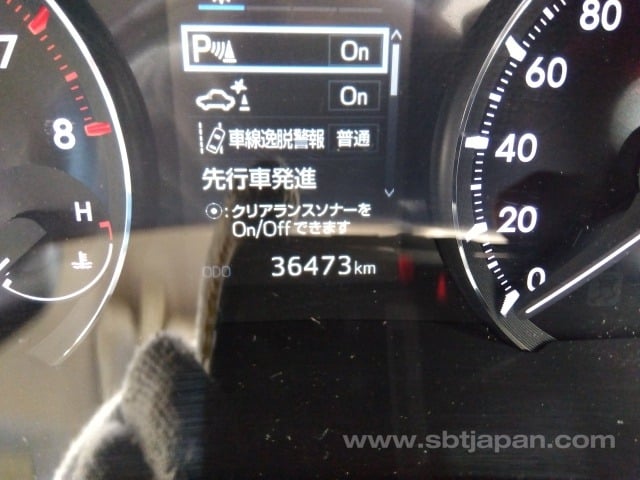 80
7
P On
60
On
8
車線逸脱警報 普通
40
先行車発進
H
:クリアランスソナーを
20
On/Offできます
ODO 36473km
0
www.sbtjapan.com